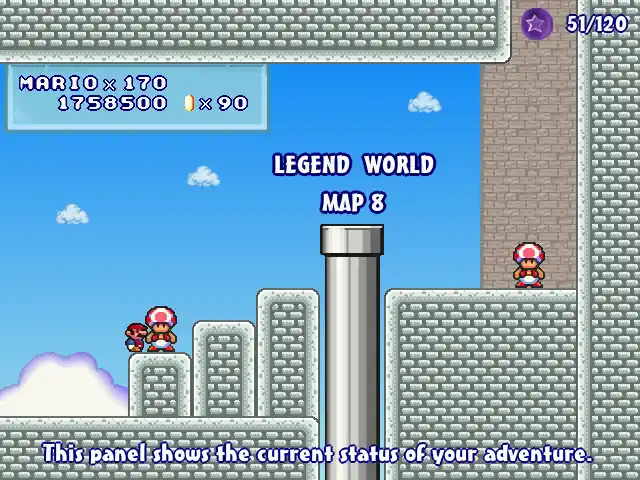 51/120
MARIO × 170
1758500 × 90
LEGEND WORLD
MAP 8
This panel shows the current status of your adventure.